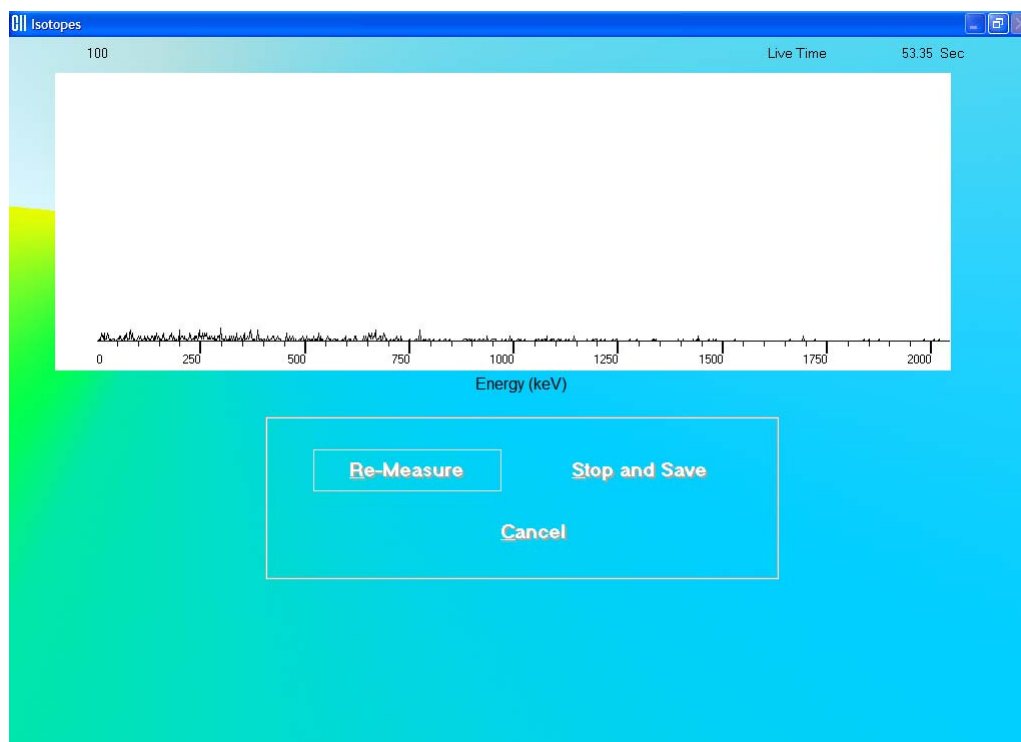 Isotopes
100 Live Time 53.35 Sec
0 250 500 750 1000 1250 1500 1750 2000
Energy (keV)
Re-Measure Stop and Save
Cancel